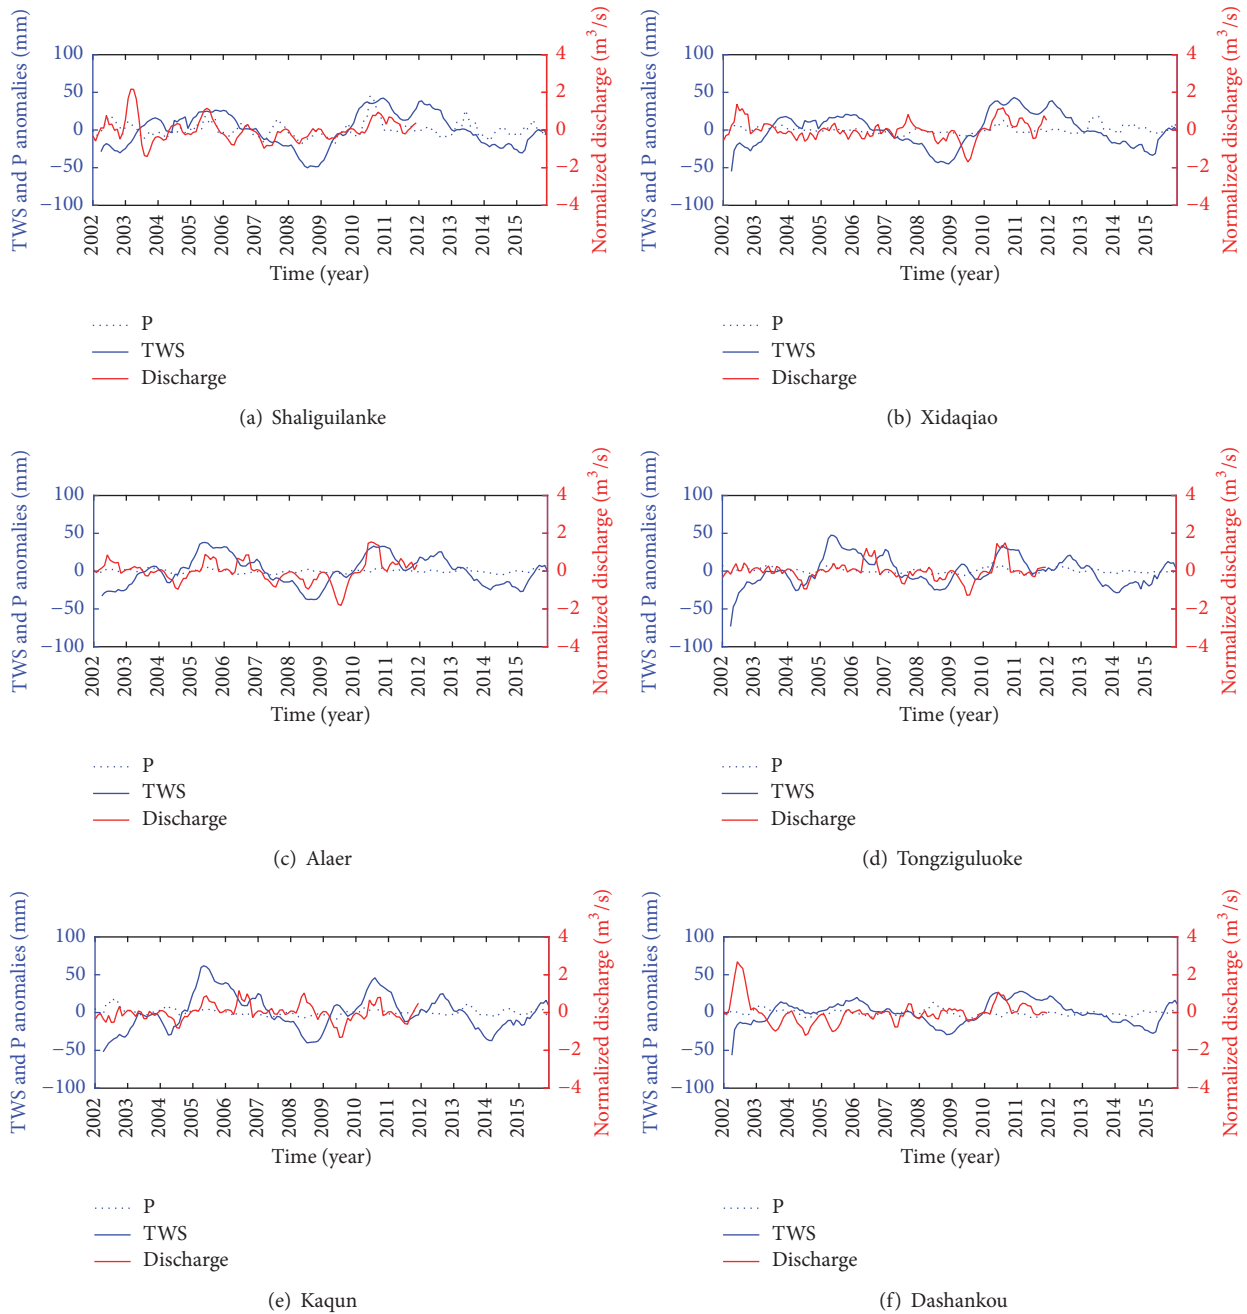 TWS and P anomalies (mm)
100
50
0
−50
−100
4
2
0
−2
−4
Normalized discharge (m³/s)
2002 2003 2004 2005 2006 2007 2008 2009 2010 2011 2012 2013 2014 2015
Time (year)
P
TWS
Discharge
(a) Shaliguilanke
TWS and P anomalies (mm)
100
50
0
−50
−100
4
2
0
−2
−4
Normalized discharge (m³/s)
2002 2003 2004 2005 2006 2007 2008 2009 2010 2011 2012 2013 2014 2015
Time (year)
P
TWS
Discharge
(b) Xidaqiao
TWS and P anomalies (mm)
100
50
0
−50
−100
4
2
0
−2
−4
Normalized discharge (m³/s)
2002 2003 2004 2005 2006 2007 2008 2009 2010 2011 2012 2013 2014 2015
Time (year)
P
TWS
Discharge
(c) Alaer
TWS and P anomalies (mm)
100
50
0
−50
−100
4
2
0
−2
−4
Normalized discharge (m³/s)
2002 2003 2004 2005 2006 2007 2008 2009 2010 2011 2012 2013 2014 2015
Time (year)
P
TWS
Discharge
(d) Tongziguluoke
TWS and P anomalies (mm)
100
50
0
−50
−100
4
2
0
−2
−4
Normalized discharge (m³/s)
2002 2003 2004 2005 2006 2007 2008 2009 2010 2011 2012 2013 2014 2015
Time (year)
P
TWS
Discharge
(e) Kaqun
TWS and P anomalies (mm)
100
50
0
−50
−100
4
2
0
−2
−4
Normalized discharge (m³/s)
2002 2003 2004 2005 2006 2007 2008 2009 2010 2011 2012 2013 2014 2015
Time (year)
P
TWS
Discharge
(f) Dashankou